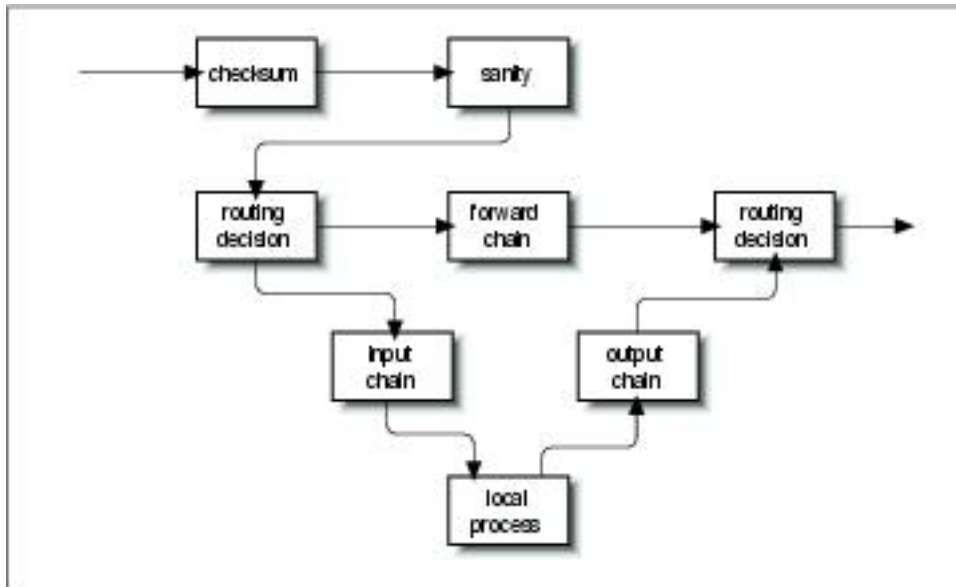 checksum
sanity
routing
decision
forward
chain
routing
decision
input
chain
output
chain
local
process